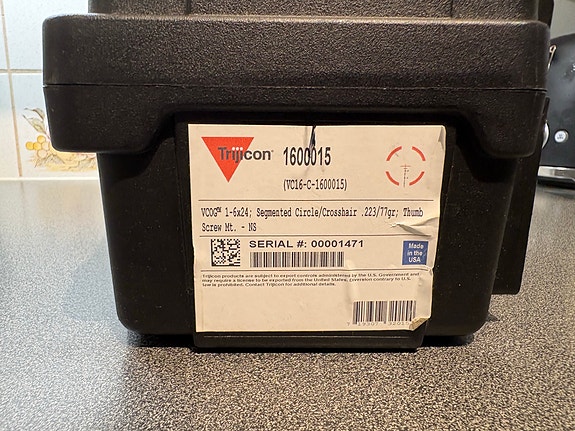 Trijicon® 1600015
(VC16-C-1600015)
VCOG™ 1-6x24; Segmented Circle/Crosshair .223/77gr; Thumb
Screw Mt. - NS
SERIAL #: 00001471
Made
in the
USA
Trijicon products are subject to export controls administered by the U.S. Government and
may require a license to be exported from the United States. Diversion contrary to U.S.
law is prohibited. Contact Trijicon for additional details.
7 19307